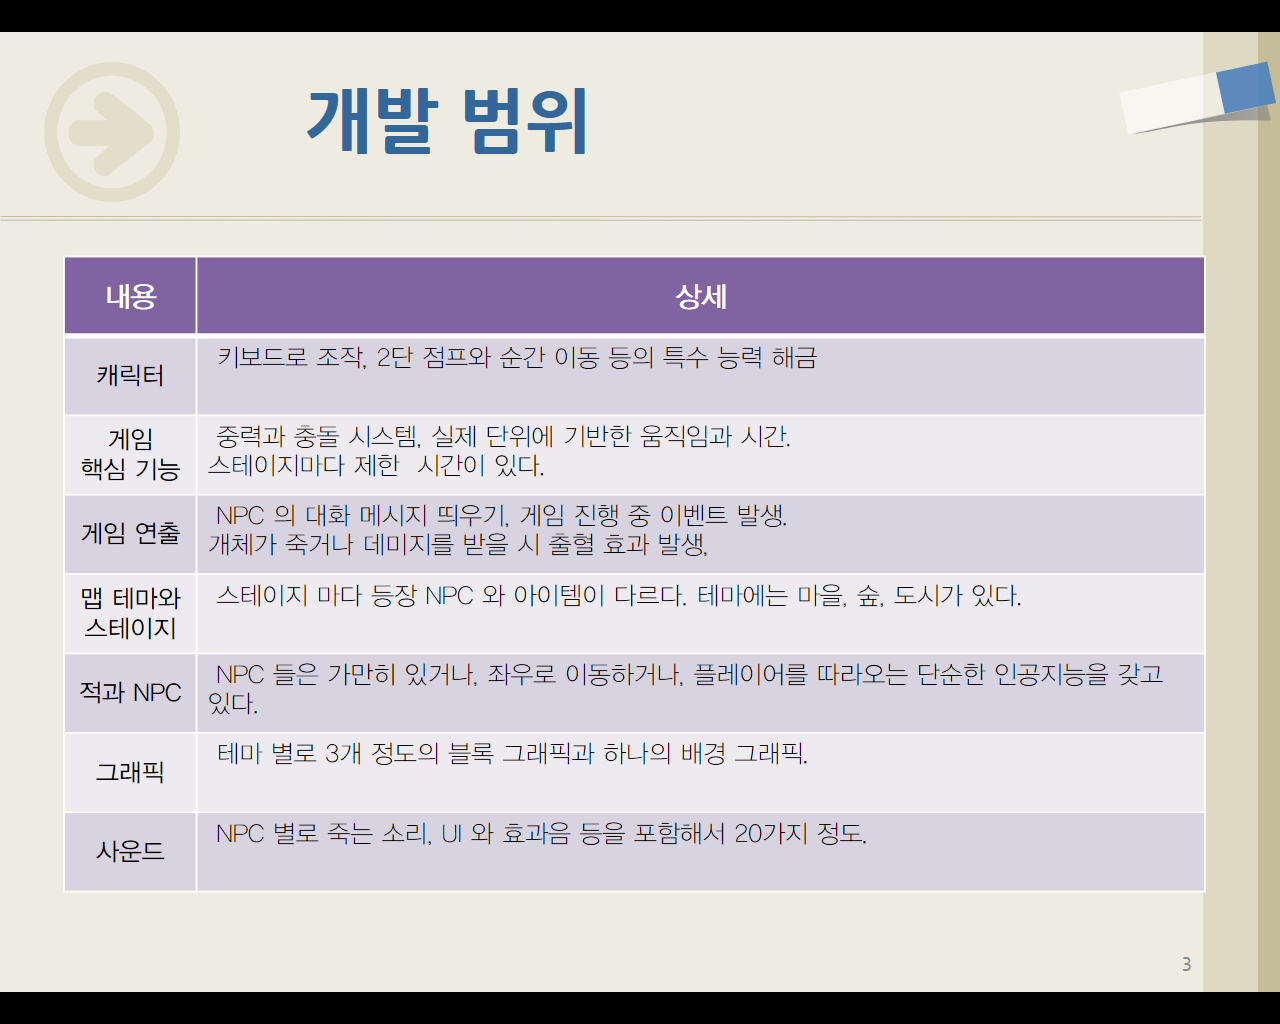 개발 범위
내용
상세
캐릭터
키보드로 조작, 2단 점프와 순간 이동 등의 특수 능력 해금
게임
핵심 기능
중력과 충돌 시스템, 실제 단위에 기반한 움직임과 시간.
스테이지마다 제한  시간이 있다.
게임 연출
NPC 의 대화 메시지 띄우기, 게임 진행 중 이벤트 발생.
개체가 죽거나 데미지를 받을 시 출혈 효과 발생,
맵 테마와
스테이지
스테이지 마다 등장 NPC 와 아이템이 다르다. 테마에는 마을, 숲, 도시가 있다.
적과 NPC
NPC 들은 가만히 있거나, 좌우로 이동하거나, 플레이어를 따라오는 단순한 인공지능을 갖고
있다.
그래픽
테마 별로 3개 정도의 블록 그래픽과 하나의 배경 그래픽.
사운드
NPC 별로 죽는 소리, UI 와 효과음 등을 포함해서 20가지 정도.
3